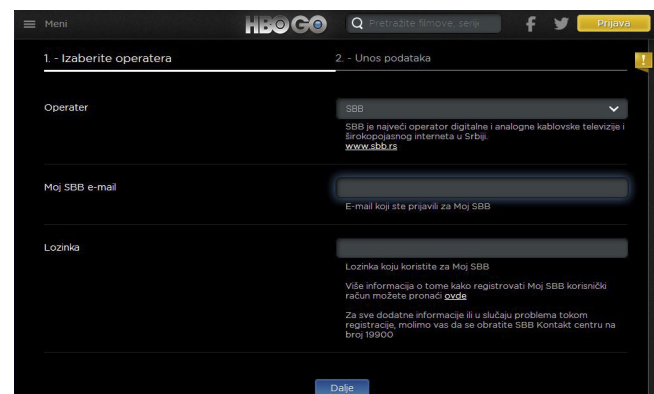 Meni
HBO GO
Pretražite filmove, serij
Prijava
1. - Izaberite operatera
2. - Unos podataka
!
Operater
SBB
SBB je najveći operator digitalne i analogne kablovske televizije i
širokopojasnog interneta u Srbiji.
www.sbb.rs
Moj SBB e-mail
E-mail koji ste prijavili za Moj SBB
Lozinka
Lozinka koju koristite za Moj SBB
Više informacija o tome kako registrovati Moj SBB korisnički
račun možete pronaći ovde
Za sve dodatne informacije ili u slučaju problema tokom
registracije, molimo vas da se obratite SBB Kontakt centru na
broj 19900
Dalje